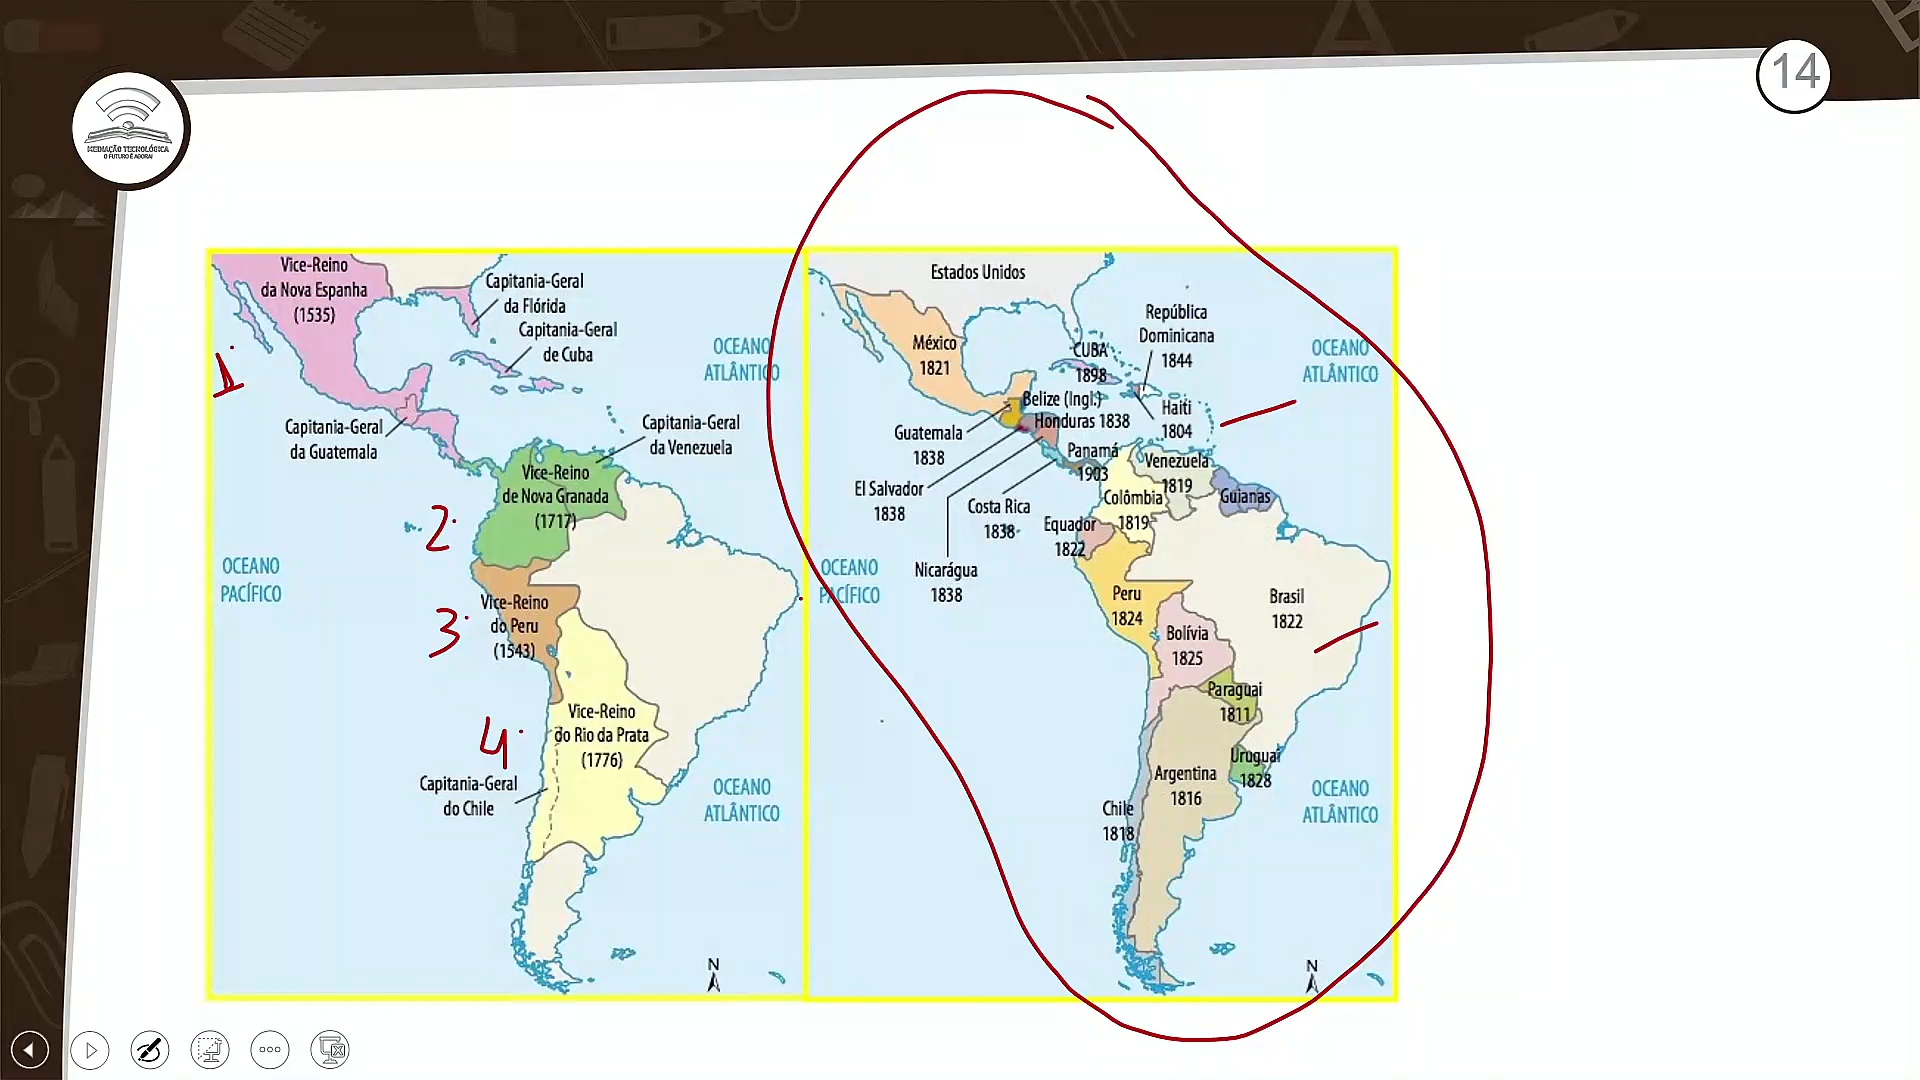 14
MEDIAÇÃO TECNOLÓGICA
O FUTURO É AGORA!
Vice-Reino
da Nova Espanha
(1535)
Capitania-Geral
da Flórida
Capitania-Geral
de Cuba
OCEANO
ATLÂNTICO
1
Capitania-Geral
da Guatemala
Capitania-Geral
da Venezuela
Vice-Reino
de Nova Granada
(1717)
2
OCEANO
PACÍFICO
Vice-Reino
do Peru
(1543)
3
Vice-Reino
do Rio da Prata
(1776)
4
Capitania-Geral
do Chile
OCEANO
ATLÂNTICO
N
Estados Unidos
México
1821
CUBA
1898
República
Dominicana
1844
OCEANO
ATLÂNTICO
Belize (Ingl.)
Haiti
1804
Honduras 1838
Guatemala
1838
Panamá
1903
Venezuela
1819
El Salvador
1838
Costa Rica
1838
Colômbia
1819
Guianas
Equador
1822
Nicarágua
1838
OCEANO
PACÍFICO
Peru
1824
Brasil
1822
Bolívia
1825
Paraguai
1811
Uruguai
1828
Argentina
1816
Chile
1818
OCEANO
ATLÂNTICO
N